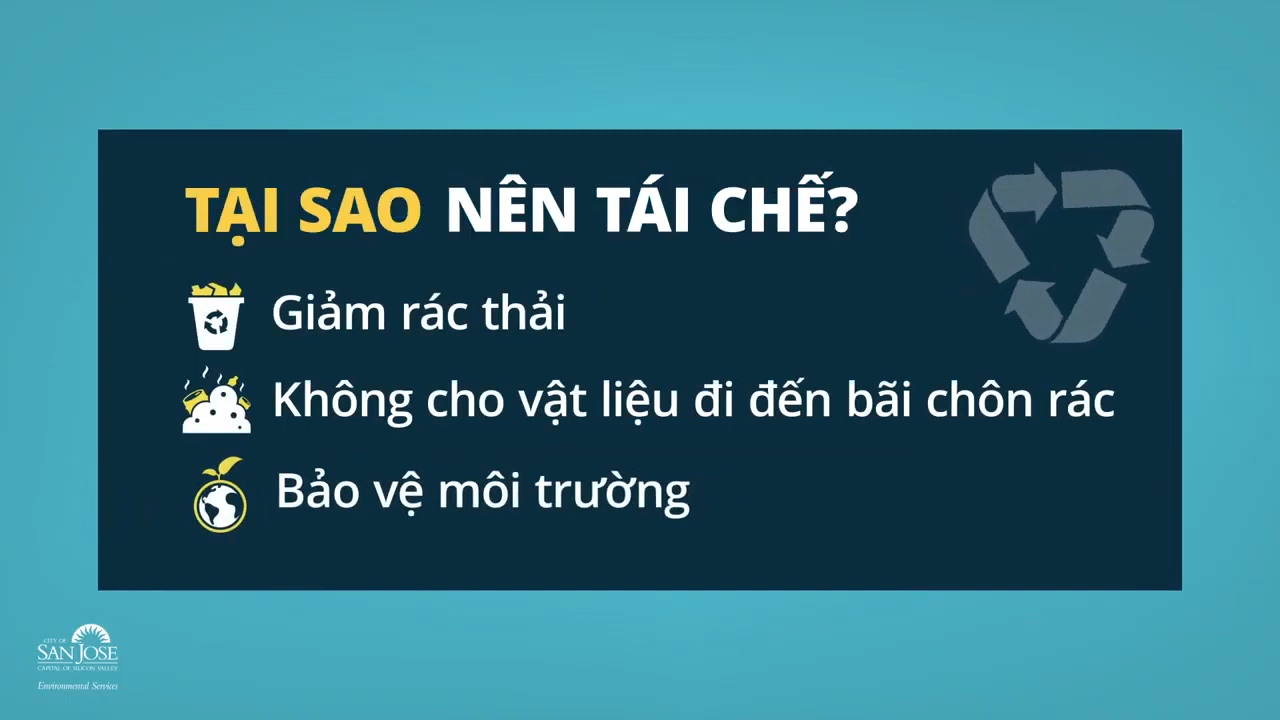 TẠI SAO NÊN TÁI CHẾ?
Giảm rác thải
Không cho vật liệu đi đến bãi chôn rác
Bảo vệ môi trường
CITY OF
SAN JOSE
CAPITAL OF SILICON VALLEY
Environmental Services